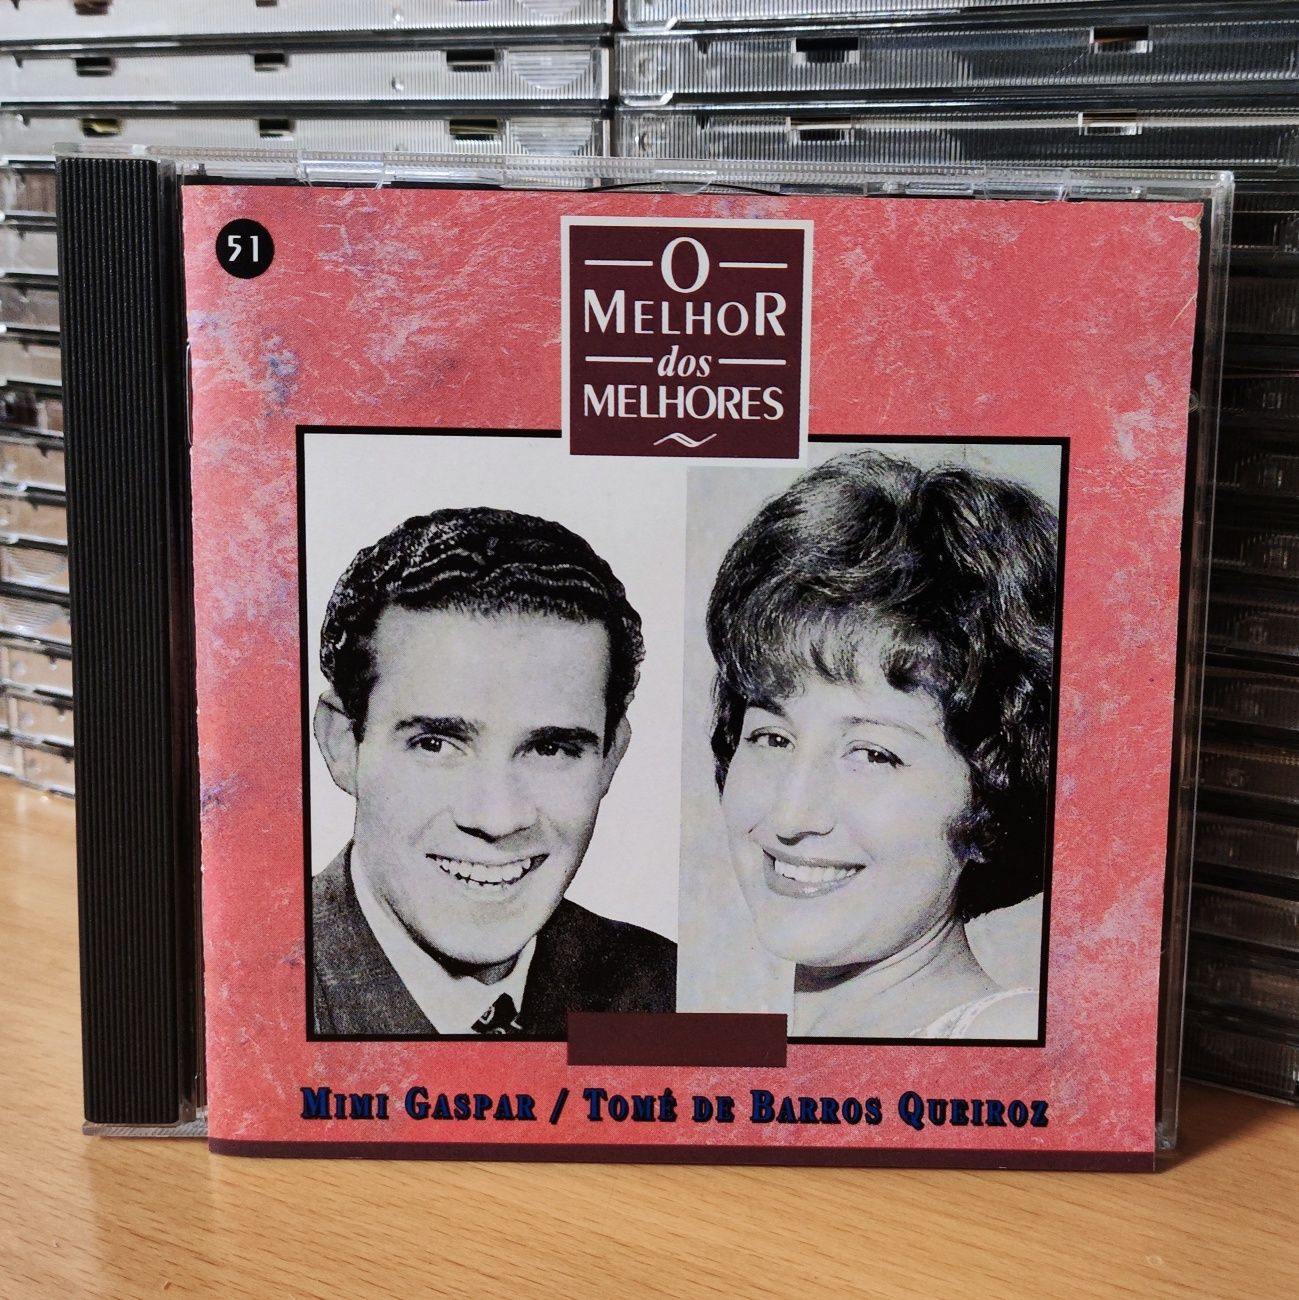 51
O
MELHOR
dos
MELHORES
MIMI GASPAR / TOMÉ DE BARROS QUEIROZ